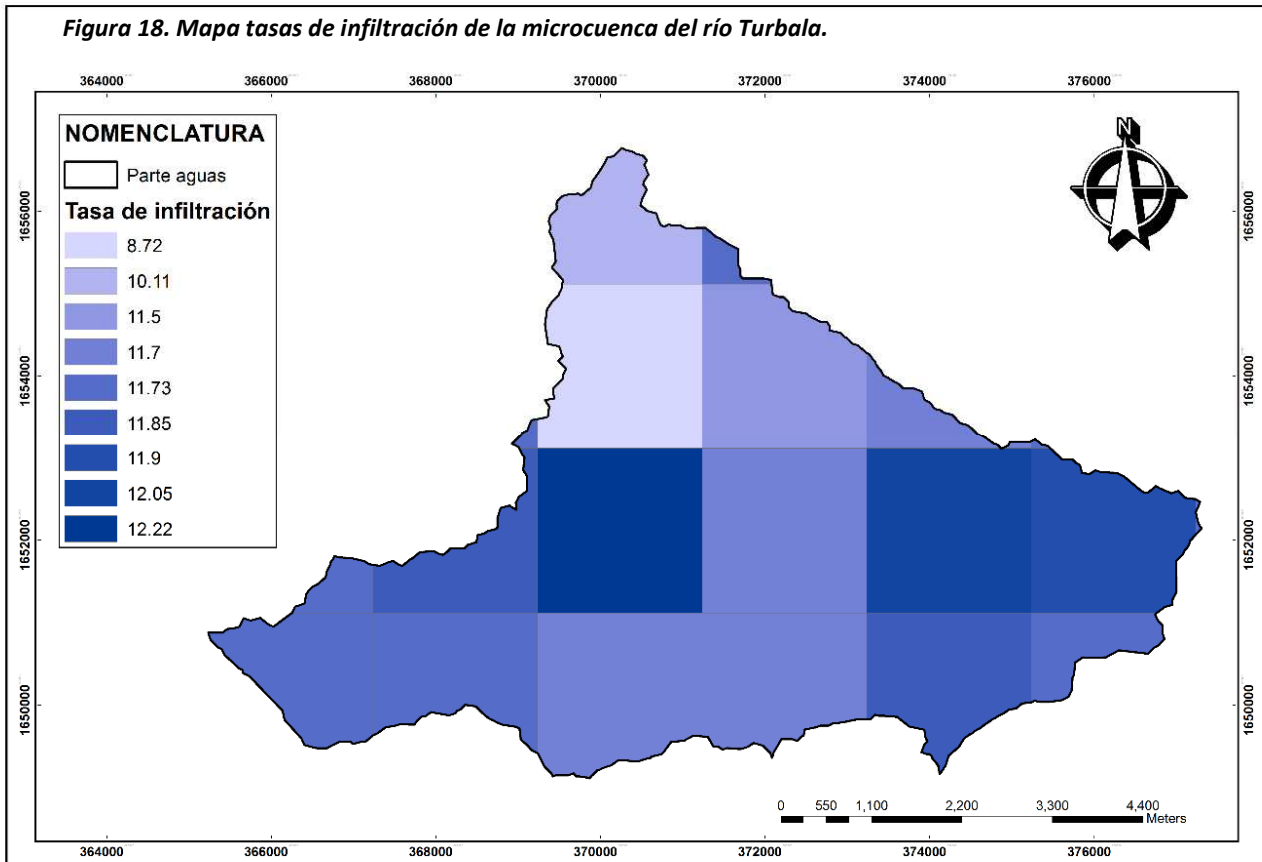 Figura 18. Mapa tasas de infiltración de la microcuenca del río Turbala.
364000 366000 368000 370000 372000 374000 376000
NOMENCLATURA
Parte aguas
Tasa de infiltración
8.72
10.11
11.5
11.7
11.73
11.85
11.9
12.05
12.22
N
1656000
1654000
1652000
1650000
1656000
1654000
1652000
1650000
0 550 1,100 2,200 3,300 4,400
Meters
364000 366000 368000 370000 372000 374000 376000